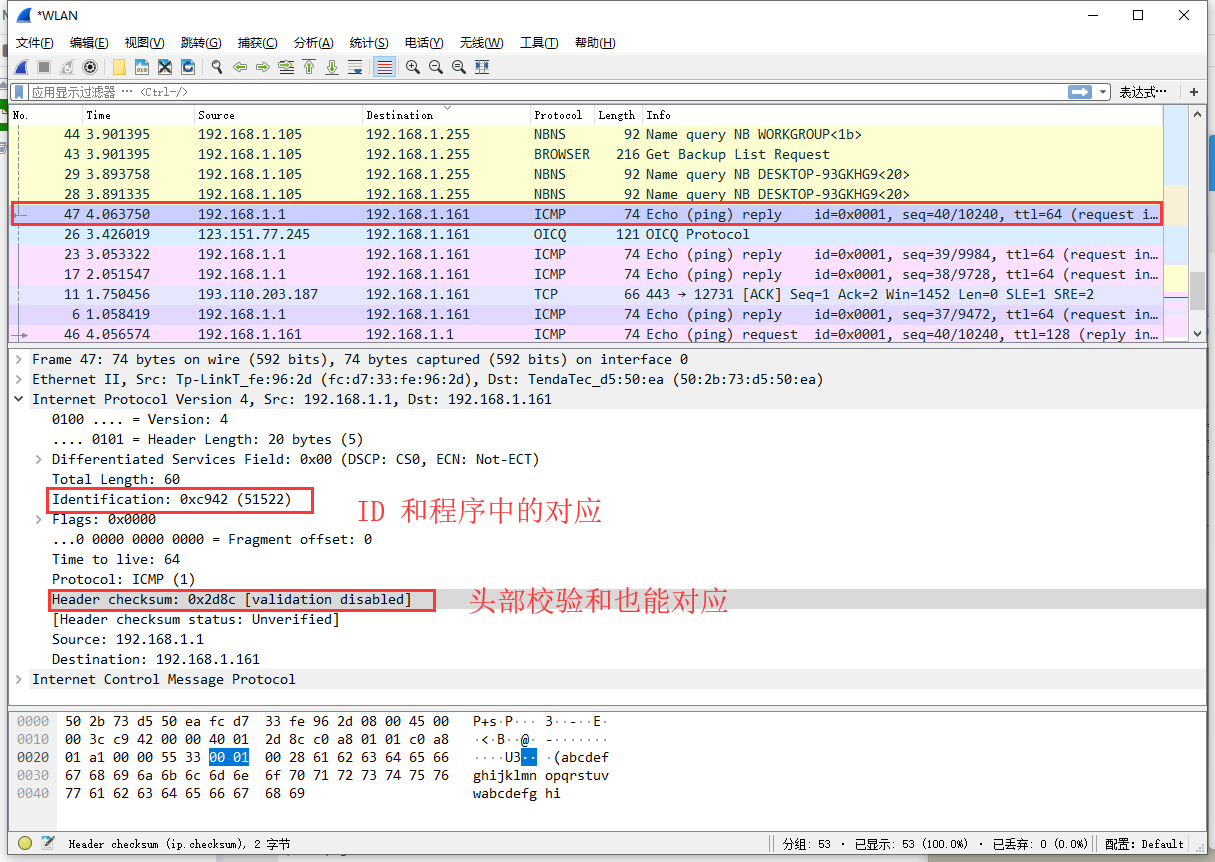 *WLAN
文件(F) 编辑(E) 视图(V) 跳转(G) 捕获(C) 分析(A) 统计(S) 电话(Y) 无线(W) 工具(T) 帮助(H)
应用显示过滤器 … <Ctrl-/> 表达式… +
No. Time Source Destination Protocol Length Info
44 3.901395 192.168.1.105 192.168.1.255 NBNS 92 Name query NB WORKGROUP<1b>
43 3.901395 192.168.1.105 192.168.1.255 BROWSER 216 Get Backup List Request
29 3.893758 192.168.1.105 192.168.1.255 NBNS 92 Name query NB DESKTOP-93GKHG9<20>
28 3.891335 192.168.1.105 192.168.1.255 NBNS 92 Name query NB DESKTOP-93GKHG9<20>
47 4.063750 192.168.1.1 192.168.1.161 ICMP 74 Echo (ping) reply id=0x0001, seq=40/10240, ttl=64 (request i…
26 3.426019 123.151.77.245 192.168.1.161 OICQ 121 OICQ Protocol
23 3.053322 192.168.1.1 192.168.1.161 ICMP 74 Echo (ping) reply id=0x0001, seq=39/9984, ttl=64 (request in…
17 2.051547 192.168.1.1 192.168.1.161 ICMP 74 Echo (ping) reply id=0x0001, seq=38/9728, ttl=64 (request in…
11 1.750456 193.110.203.187 192.168.1.161 TCP 66 443 → 12731 [ACK] Seq=1 Ack=2 Win=1452 Len=0 SLE=1 SRE=2
6 1.058419 192.168.1.1 192.168.1.161 ICMP 74 Echo (ping) reply id=0x0001, seq=37/9472, ttl=64 (request in…
46 4.056574 192.168.1.161 192.168.1.1 ICMP 74 Echo (ping) request id=0x0001, seq=40/10240, ttl=128 (reply in…
Frame 47: 74 bytes on wire (592 bits), 74 bytes captured (592 bits) on interface 0
Ethernet II, Src: Tp-LinkT_fe:96:2d (fc:d7:33:fe:96:2d), Dst: TendaTec_d5:50:ea (50:2b:73:d5:50:ea)
Internet Protocol Version 4, Src: 192.168.1.1, Dst: 192.168.1.161
0100 .... = Version: 4
.... 0101 = Header Length: 20 bytes (5)
Differentiated Services Field: 0x00 (DSCP: CS0, ECN: Not-ECT)
Total Length: 60
Identification: 0xc942 (51522)
ID 和程序中的对应
Flags: 0x0000
...0 0000 0000 0000 = Fragment offset: 0
Time to live: 64
Protocol: ICMP (1)
Header checksum: 0x2d8c [validation disabled]
头部校验和也能对应
[Header checksum status: Unverified]
Source: 192.168.1.1
Destination: 192.168.1.161
Internet Control Message Protocol
0000 50 2b 73 d5 50 ea fc d7 33 fe 96 2d 08 00 45 00 P+s·P··· 3··-··E·
0010 00 3c c9 42 00 00 40 01 2d 8c c0 a8 01 01 c0 a8 ·<·B··@· -·······
0020 01 a1 00 00 55 33 00 01 00 28 61 62 63 64 65 66 ····U3·· ·(abcdef
0030 67 68 69 6a 6b 6c 6d 6e 6f 70 71 72 73 74 75 76 ghijklmn opqrstuv
0040 77 61 62 63 64 65 66 67 68 69 wabcdefg hi
Header checksum (ip.checksum), 2 字节 分组: 53 · 已显示: 53 (100.0%) · 已丢弃: 0 (0.0%) 配置: Default